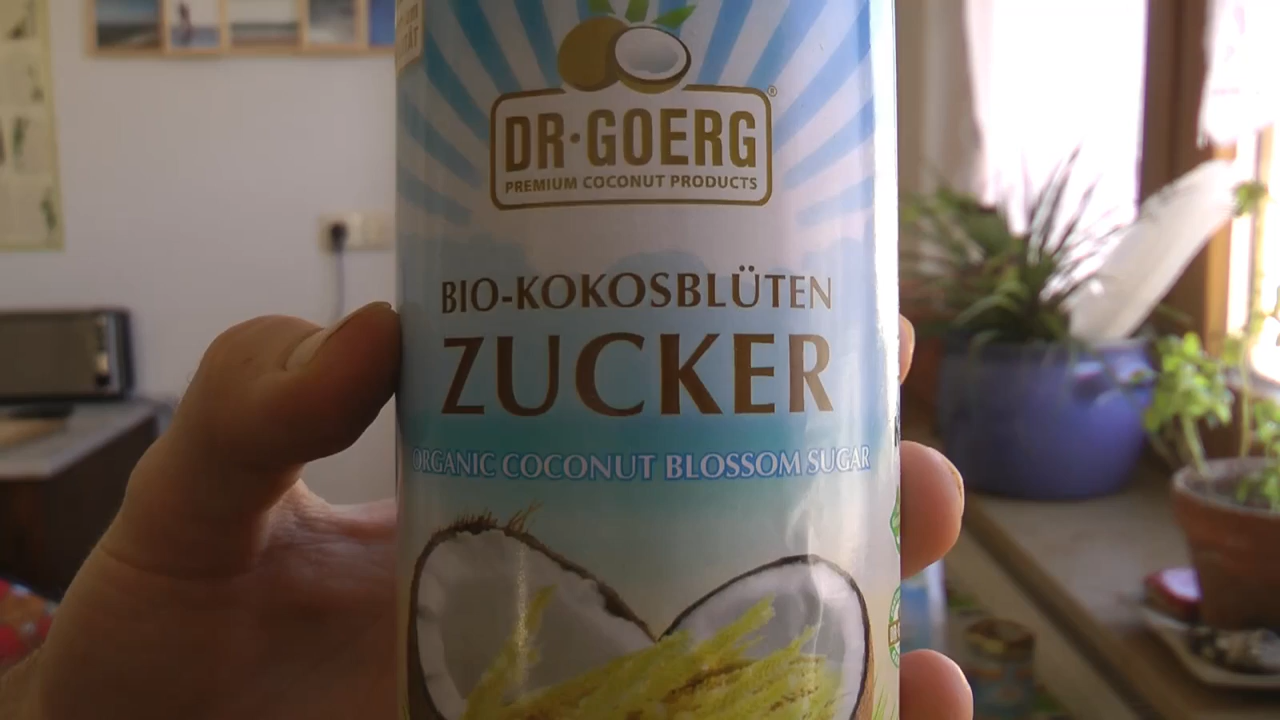 DR·GOERG®
PREMIUM COCONUT PRODUCTS
BIO-KOKOSBLÜTEN
ZUCKER
ORGANIC COCONUT BLOSSOM SUGAR